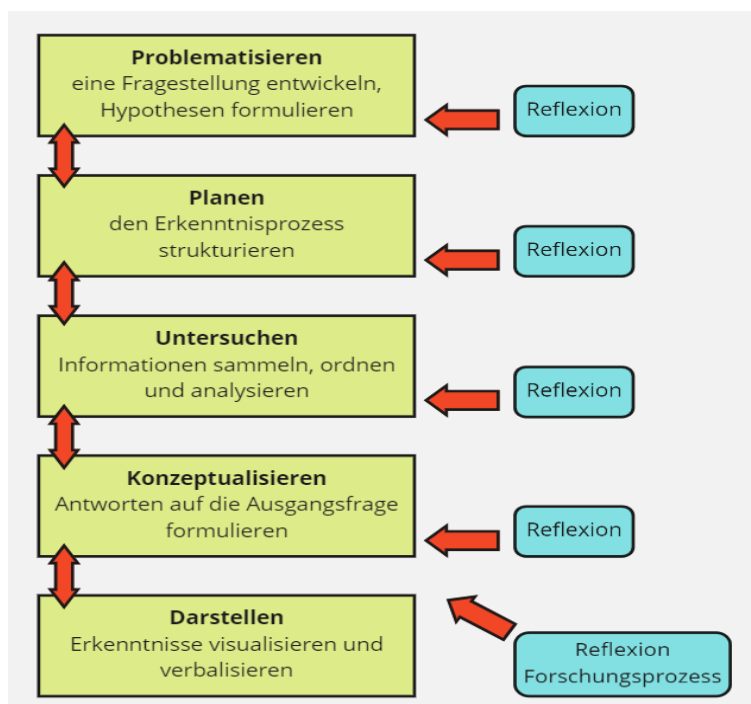 Problematisieren
eine Fragestellung entwickeln,
Hypothesen formulieren
Reflexion
Planen
den Erkenntnisprozess
strukturieren
Reflexion
Untersuchen
Informationen sammeln, ordnen
und analysieren
Reflexion
Konzeptualisieren
Antworten auf die Ausgangsfrage
formulieren
Reflexion
Darstellen
Erkenntnisse visualisieren und
verbalisieren
Reflexion
Forschungsprozess